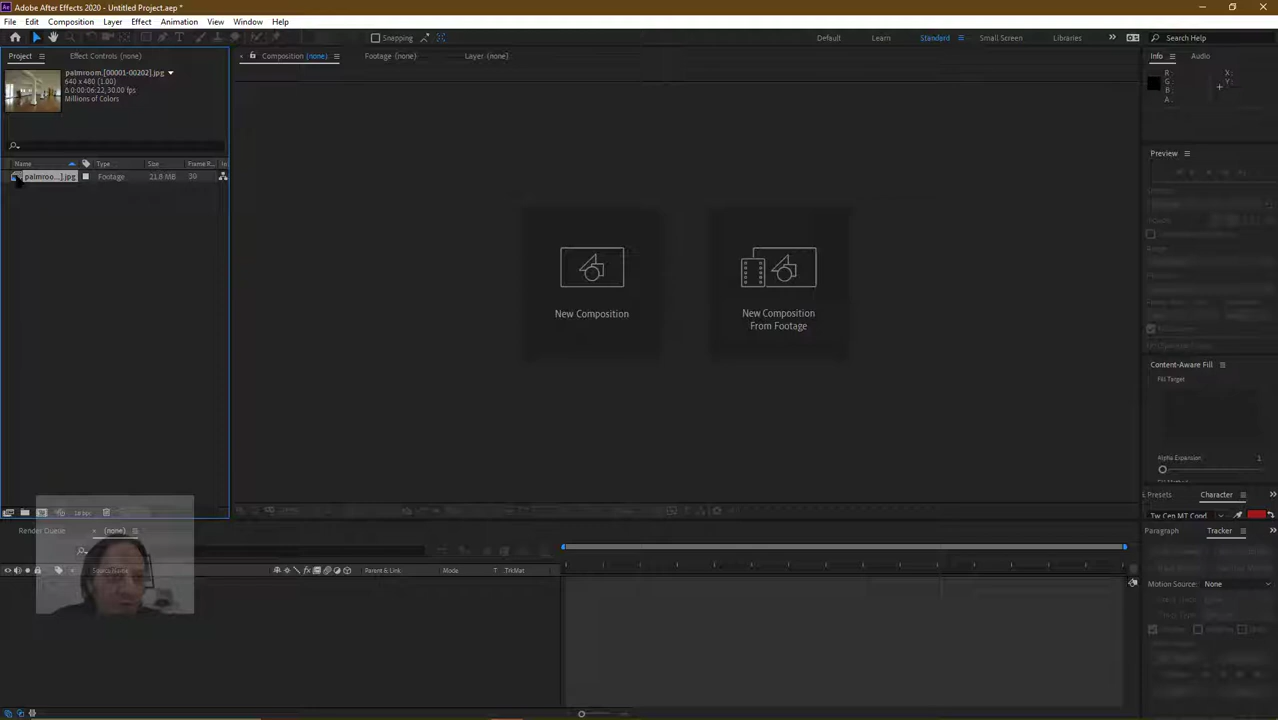 Adobe After Effects 2020 - Untitled Project.aep *
File Edit Composition Layer Effect Animation View Window Help
Snapping
Default Learn Standard Small Screen Libraries Search Help
Project Effect Controls (none)
Composition (none) Footage (none) Layer (none)
Info Audio
palmroom.[00001-00202].jpg
640 x 480 (1.00)
Δ 0:00:06:22, 30.00 fps
Millions of Colors
R :
G :
B :
A :
X :
Y :
Preview
Name Type Size Frame R...
palmroo...].jpg Footage 21.8 MB 30
New Composition
New Composition
From Footage
Content-Aware Fill
Fill Target
Alpha Expansion 1
Presets Character
Tw Cen MT Cond
Render Queue (none)
Paragraph Tracker
Source Name Parent & Link Mode T TrkMat
Motion Source: None